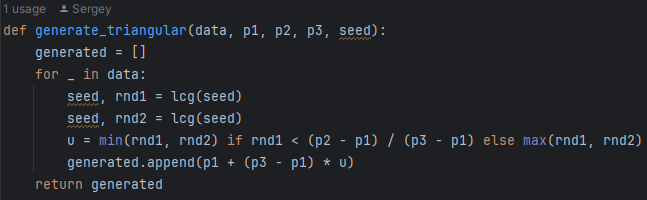 1 usage Sergey
def generate_triangular(data, p1, p2, p3, seed):
    generated = []
    for _ in data:
        seed, rnd1 = lcg(seed)
        seed, rnd2 = lcg(seed)
        u = min(rnd1, rnd2) if rnd1 < (p2 - p1) / (p3 - p1) else max(rnd1, rnd2)
        generated.append(p1 + (p3 - p1) * u)
    return generated